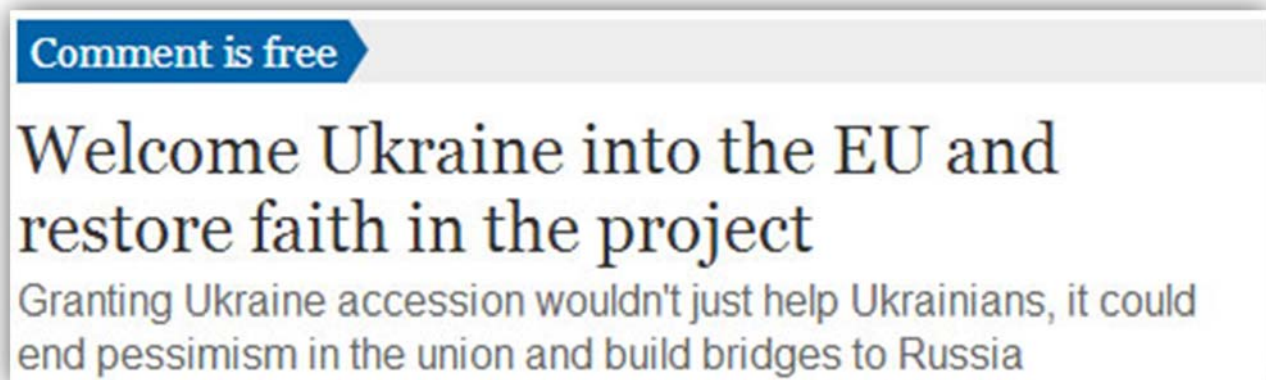 Comment is free
Welcome Ukraine into the EU and
restore faith in the project
Granting Ukraine accession wouldn't just help Ukrainians, it could
end pessimism in the union and build bridges to Russia